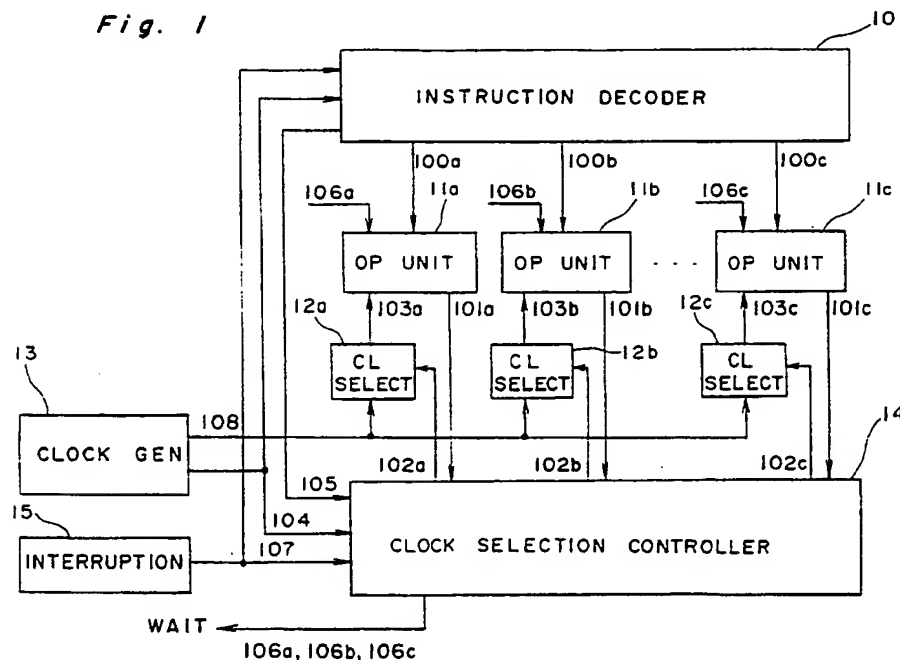 Fig. 1
10
INSTRUCTION DECODER
100a 100b 100c
106a 11a 106b 11b 106c 11c
OP UNIT OP UNIT . . . . OP UNIT
12a 103a 101a 103b 101b 12c 103c 101c
13 CL SELECT CL SELECT 12b CL SELECT
CLOCK GEN 108 14
102a 102b 102c
105
15 104
INTERRUPTION 107 CLOCK SELECTION CONTROLLER
WAIT
106a, 106b, 106c